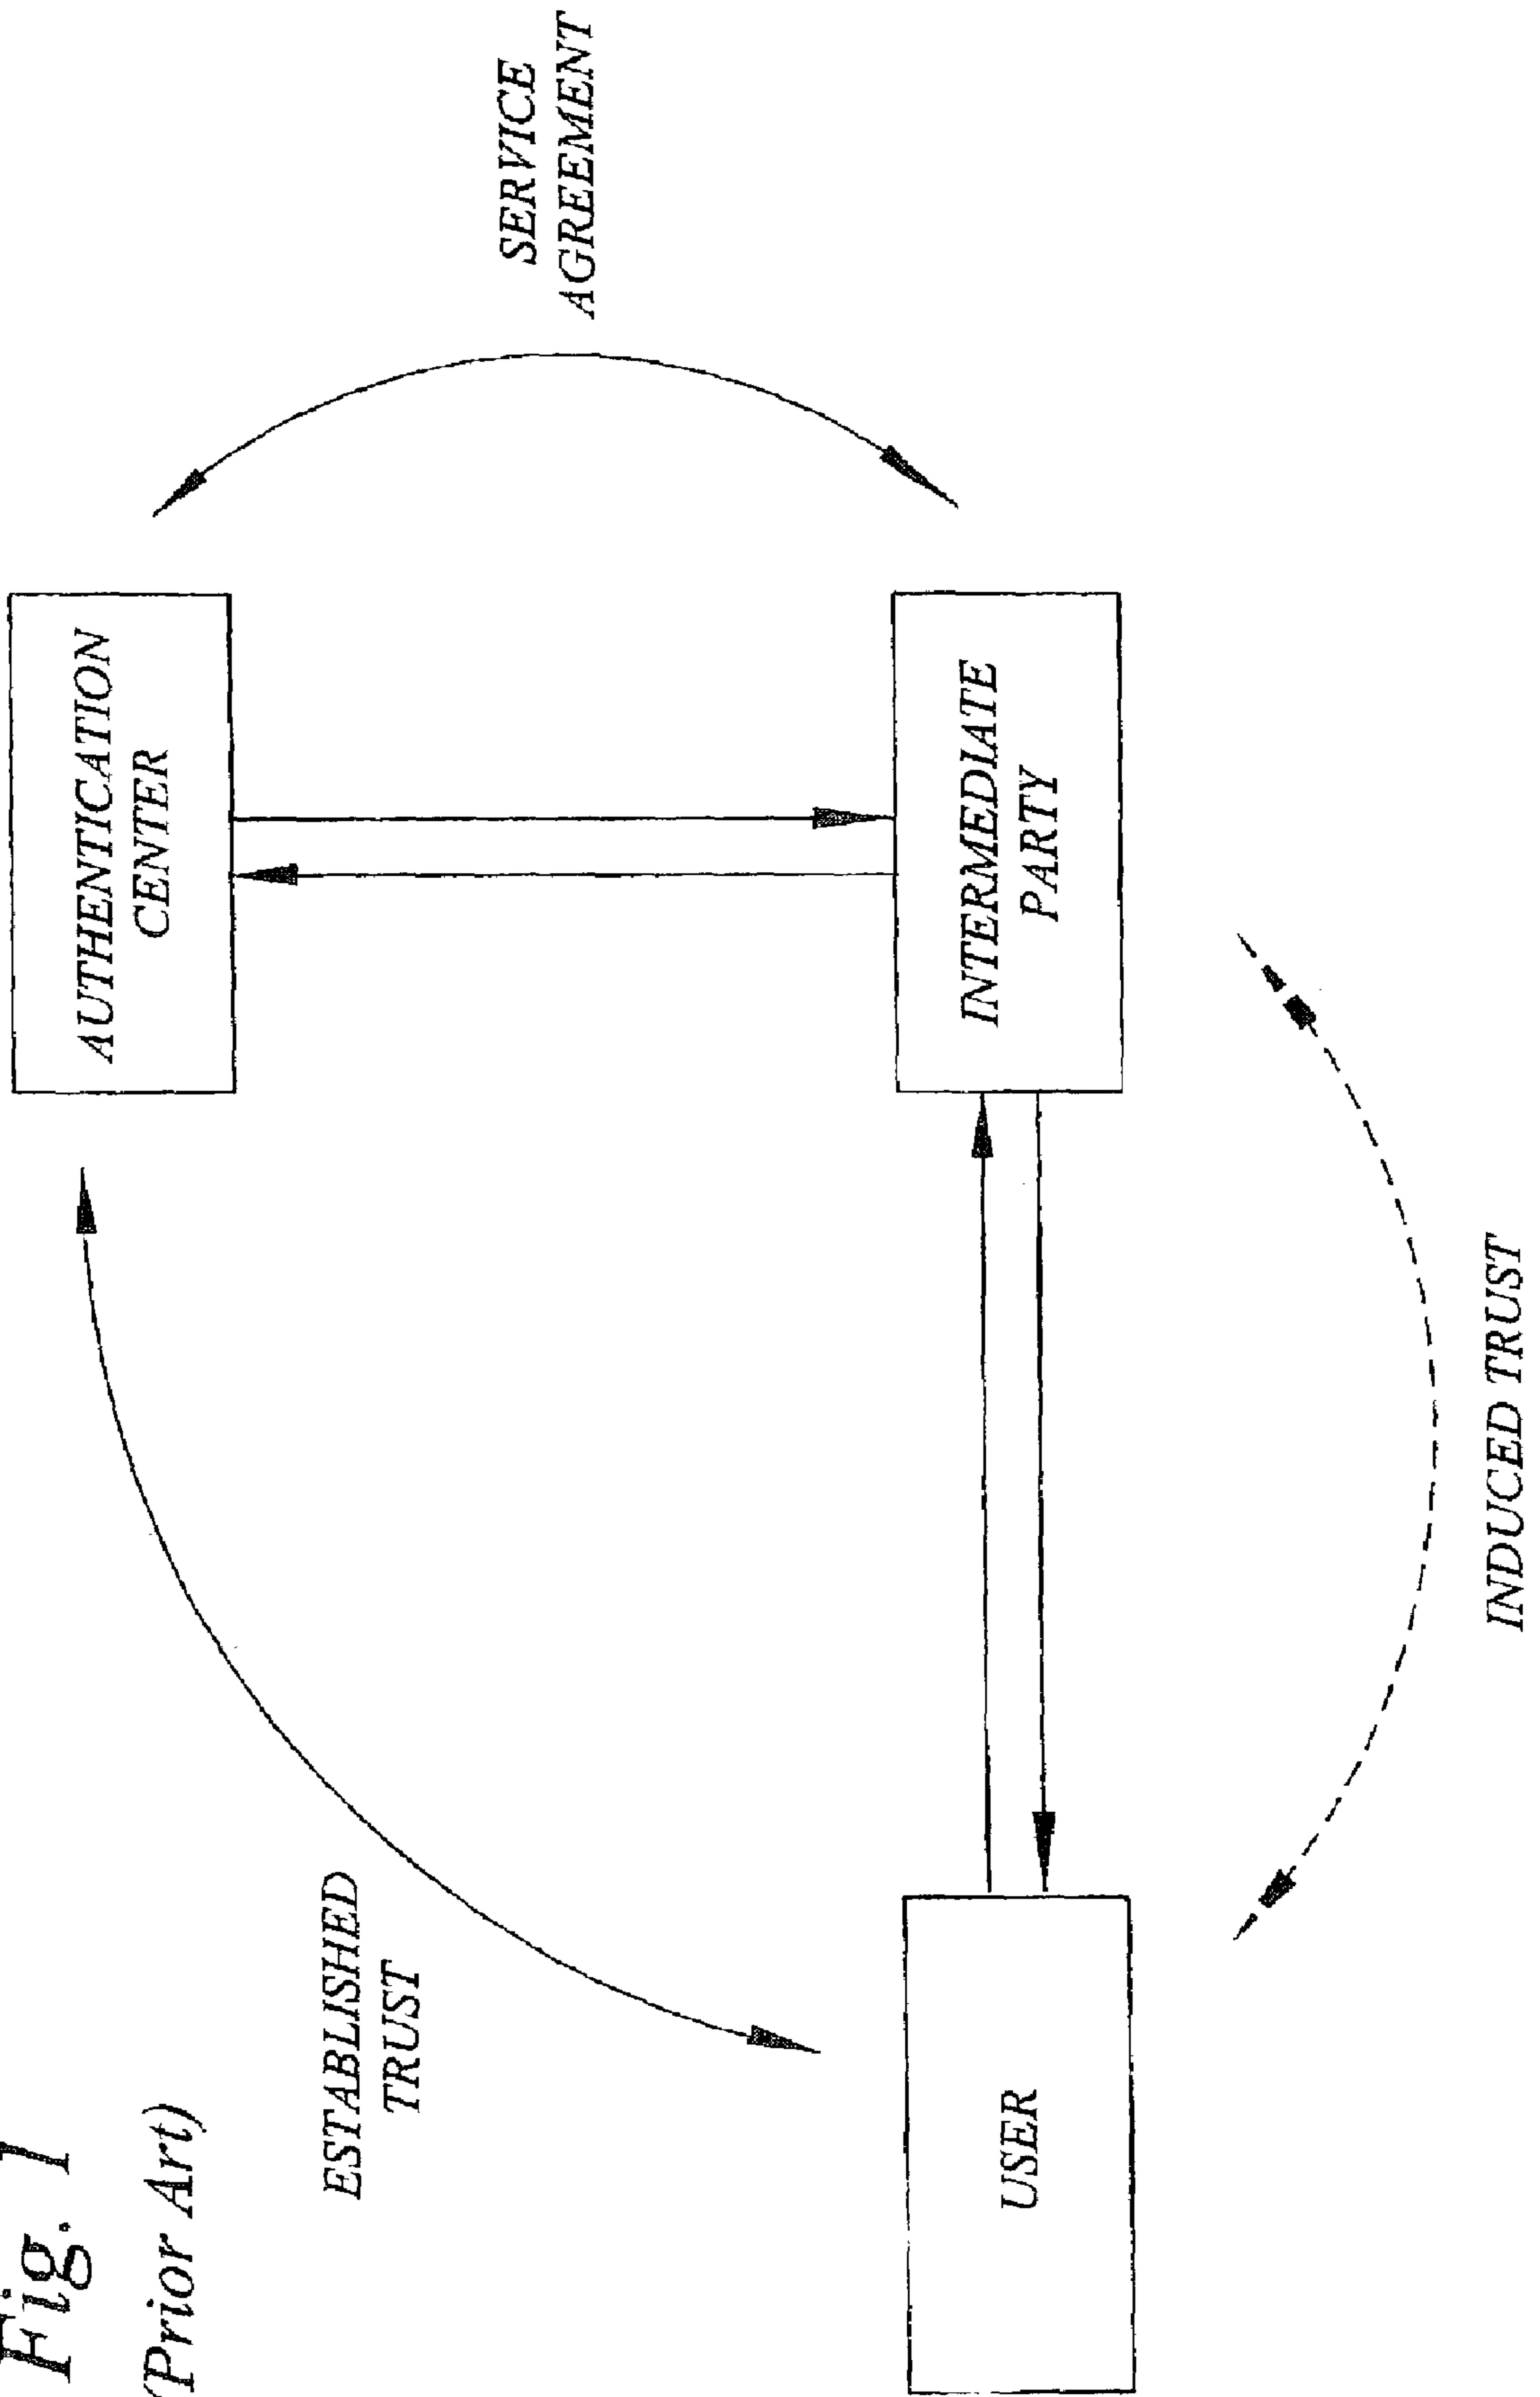 Fig. 1
(Prior Art)
AUTHENTICATION
CENTER
ESTABLISHED
TRUST
SERVICE
AGREEMENT
USER
INTERMEDIATE
PARTY
INDUCED TRUST